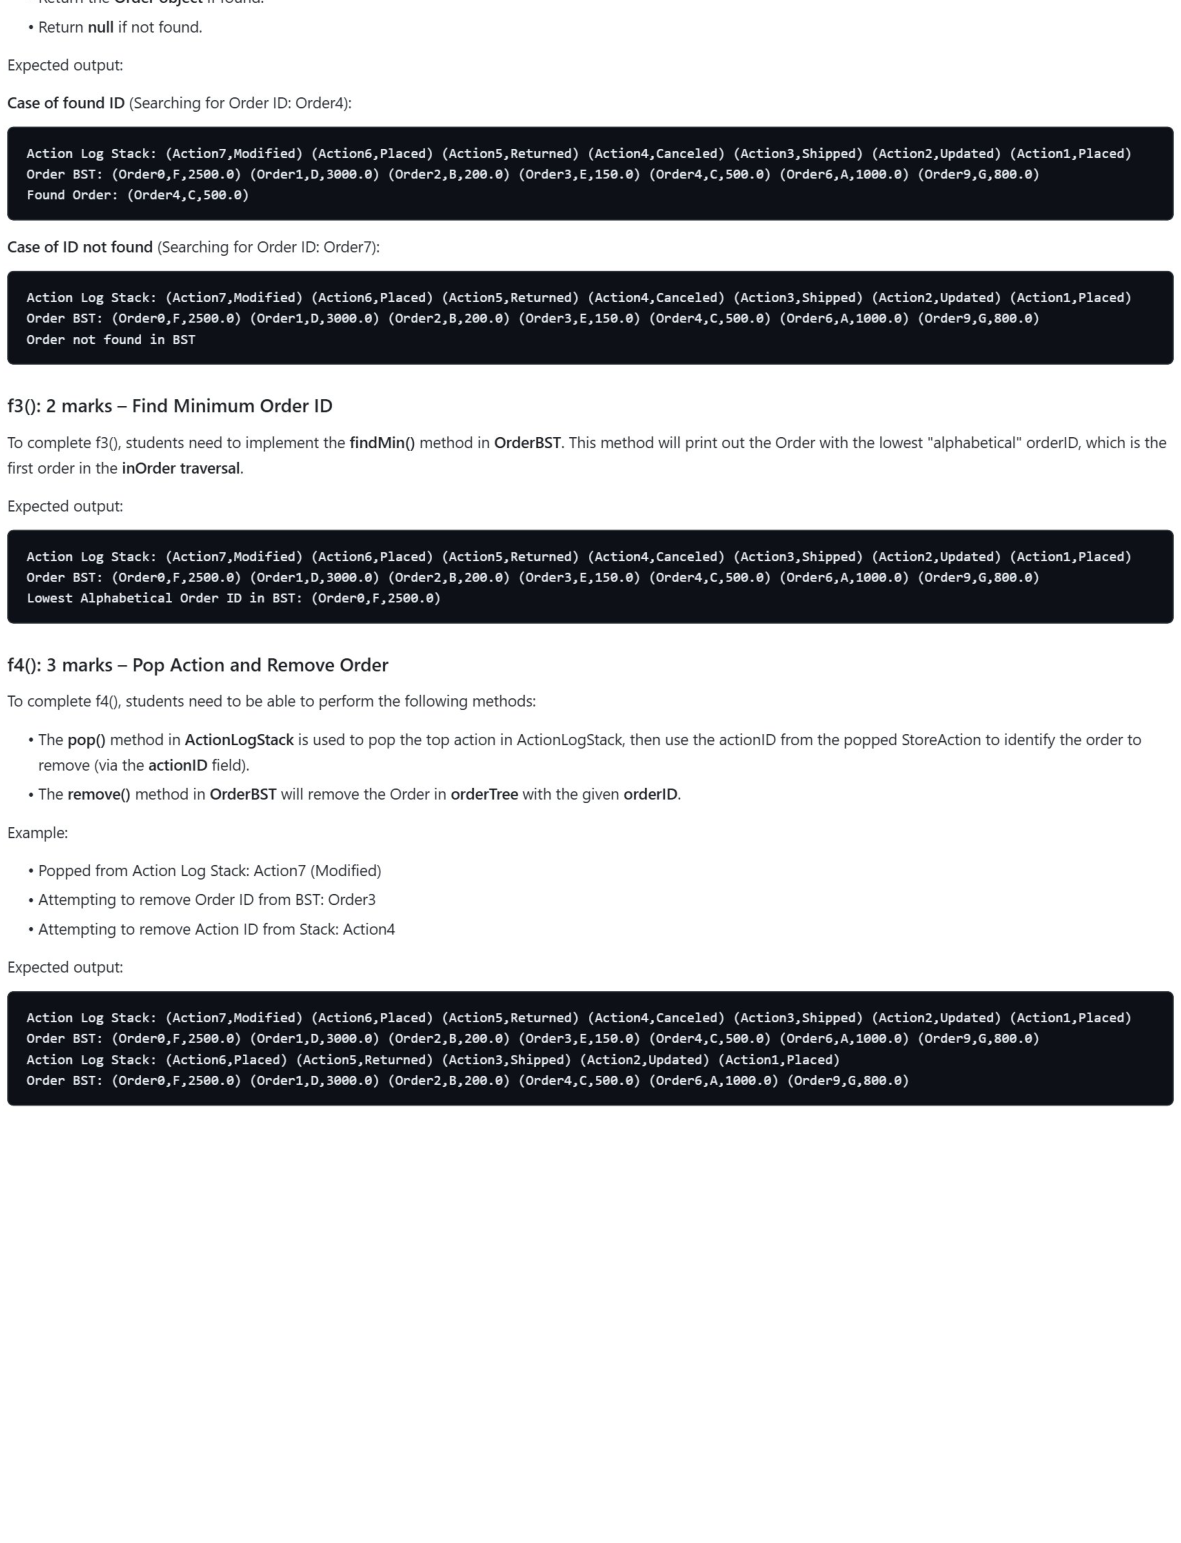 • Return the Order object if found.
• Return null if not found.
Expected output:
Case of found ID (Searching for Order ID: Order4):
Action Log Stack: (Action7,Modified) (Action6,Placed) (Action5,Returned) (Action4,Canceled) (Action3,Shipped) (Action2,Updated) (Action1,Placed)
Order BST: (Order0,F,2500.0) (Order1,D,3000.0) (Order2,B,200.0) (Order3,E,150.0) (Order4,C,500.0) (Order6,A,1000.0) (Order9,G,800.0)
Found Order: (Order4,C,500.0)
Case of ID not found (Searching for Order ID: Order7):
Action Log Stack: (Action7,Modified) (Action6,Placed) (Action5,Returned) (Action4,Canceled) (Action3,Shipped) (Action2,Updated) (Action1,Placed)
Order BST: (Order0,F,2500.0) (Order1,D,3000.0) (Order2,B,200.0) (Order3,E,150.0) (Order4,C,500.0) (Order6,A,1000.0) (Order9,G,800.0)
Order not found in BST
f3(): 2 marks – Find Minimum Order ID
To complete f3(), students need to implement the findMin() method in OrderBST. This method will print out the Order with the lowest "alphabetical" orderID, which is the
first order in the inOrder traversal.
Expected output:
Action Log Stack: (Action7,Modified) (Action6,Placed) (Action5,Returned) (Action4,Canceled) (Action3,Shipped) (Action2,Updated) (Action1,Placed)
Order BST: (Order0,F,2500.0) (Order1,D,3000.0) (Order2,B,200.0) (Order3,E,150.0) (Order4,C,500.0) (Order6,A,1000.0) (Order9,G,800.0)
Lowest Alphabetical Order ID in BST: (Order0,F,2500.0)
f4(): 3 marks – Pop Action and Remove Order
To complete f4(), students need to be able to perform the following methods:
• The pop() method in ActionLogStack is used to pop the top action in ActionLogStack, then use the actionID from the popped StoreAction to identify the order to
remove (via the actionID field).
• The remove() method in OrderBST will remove the Order in orderTree with the given orderID.
Example:
• Popped from Action Log Stack: Action7 (Modified)
• Attempting to remove Order ID from BST: Order3
• Attempting to remove Action ID from Stack: Action4
Expected output:
Action Log Stack: (Action7,Modified) (Action6,Placed) (Action5,Returned) (Action4,Canceled) (Action3,Shipped) (Action2,Updated) (Action1,Placed)
Order BST: (Order0,F,2500.0) (Order1,D,3000.0) (Order2,B,200.0) (Order3,E,150.0) (Order4,C,500.0) (Order6,A,1000.0) (Order9,G,800.0)
Action Log Stack: (Action6,Placed) (Action5,Returned) (Action3,Shipped) (Action2,Updated) (Action1,Placed)
Order BST: (Order0,F,2500.0) (Order1,D,3000.0) (Order2,B,200.0) (Order4,C,500.0) (Order6,A,1000.0) (Order9,G,800.0)